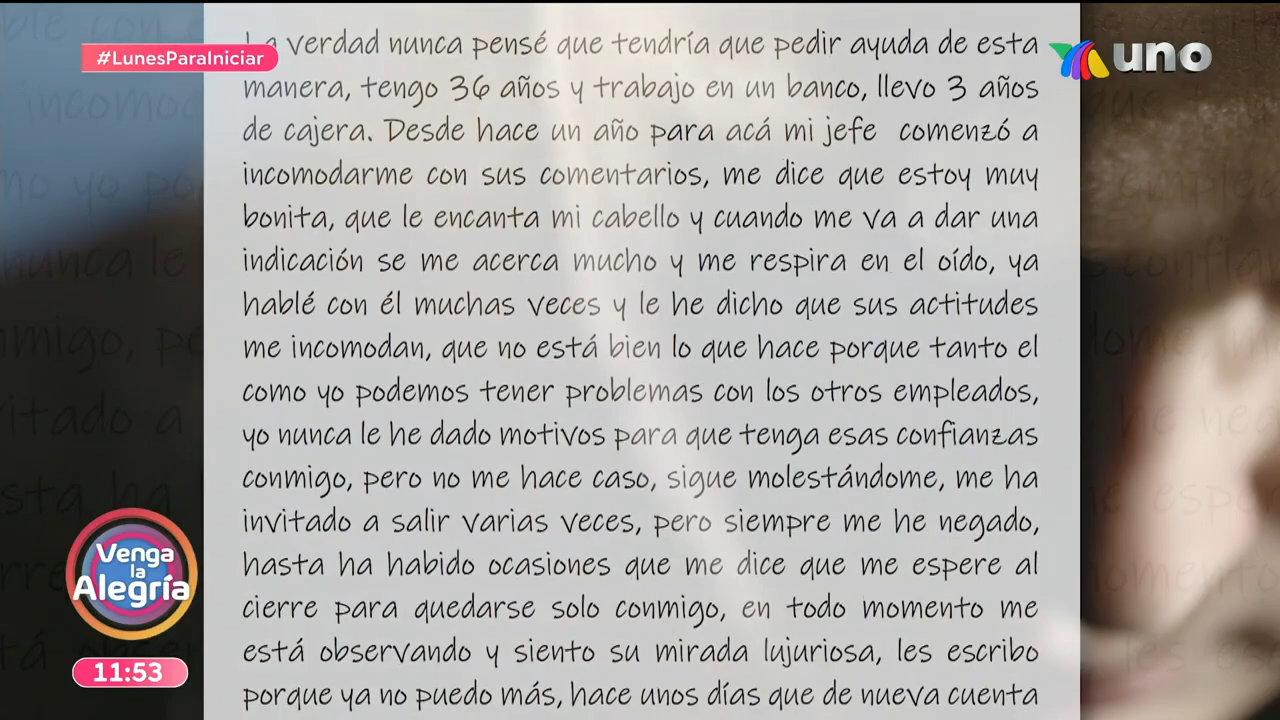 #LunesParaIniciar
uno
La verdad nunca pensé que tendría que pedir ayuda de esta
manera, tengo 36 años y trabajo en un banco, llevo 3 años
de cajera. Desde hace un año para acá mi jefe comenzó a
incomodarme con sus comentarios, me dice que estoy muy
bonita, que le encanta mi cabello y cuando me va a dar una
indicación se me acerca mucho y me respira en el oído, ya
hablé con él muchas veces y le he dicho que sus actitudes
me incomodan, que no está bien lo que hace porque tanto el
como yo podemos tener problemas con los otros empleados,
yo nunca le he dado motivos para que tenga esas confianzas
conmigo, pero no me hace caso, sigue molestándome, me ha
invitado a salir varias veces, pero siempre me he negado,
hasta ha habido ocasiones que me dice que me espere al
cierre para quedarse solo conmigo, en todo momento me
está observando y siento su mirada lujuriosa, les escribo
porque ya no puedo más, hace unos días que de nueva cuenta
Venga
la
Alegría
11:53